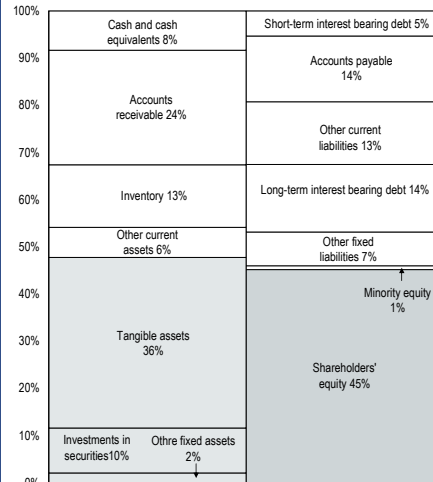 100%
90%
80%
70%
60%
50%
40%
30%
20%
10%
0%
Cash and cash
equivalents 8%
Accounts
receivable 24%
Inventory 13%
Other current
assets 6%
Tangible assets
36%
Investments in
securities10%
Othre fixed assets
2%
Short-term interest bearing debt 5%
Accounts payable
14%
Other current
liabilities 13%
Long-term interest bearing debt 14%
Other fixed
liabilities 7%
Minority equity
1%
Shareholders'
equity 45%